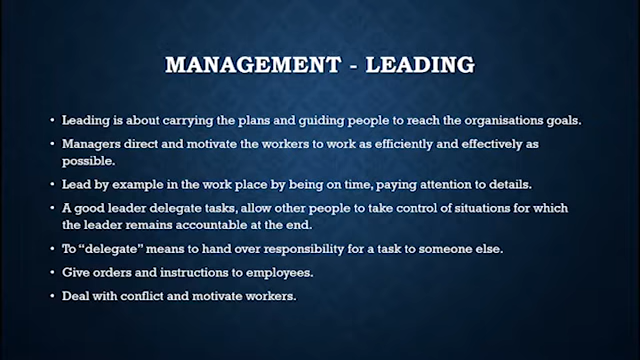 MANAGEMENT - LEADING
• Leading is about carrying the plans and guiding people to reach the organisations goals.
• Managers direct and motivate the workers to work as efficiently and effectively as
possible.
• Lead by example in the work place by being on time, paying attention to details.
• A good leader delegate tasks, allow other people to take control of situations for which
the leader remains accountable at the end.
• To “delegate” means to hand over responsibility for a task to someone else.
• Give orders and instructions to employees.
• Deal with conflict and motivate workers.